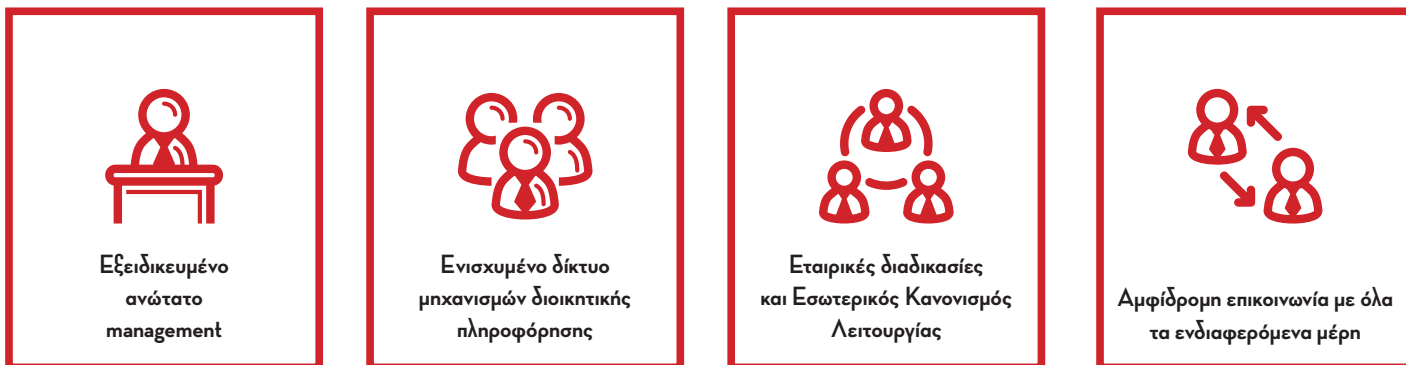 Εξειδικευμένο
ανώτατο
management
Ενισχυμένο δίκτυο
μηχανισμών διοικητικής
πληροφόρησης
Εταιρικές διαδικασίες
και Εσωτερικός Κανονισμός
Λειτουργίας
Αμφίδρομη επικοινωνία με όλα
τα ενδιαφερόμενα μέρη